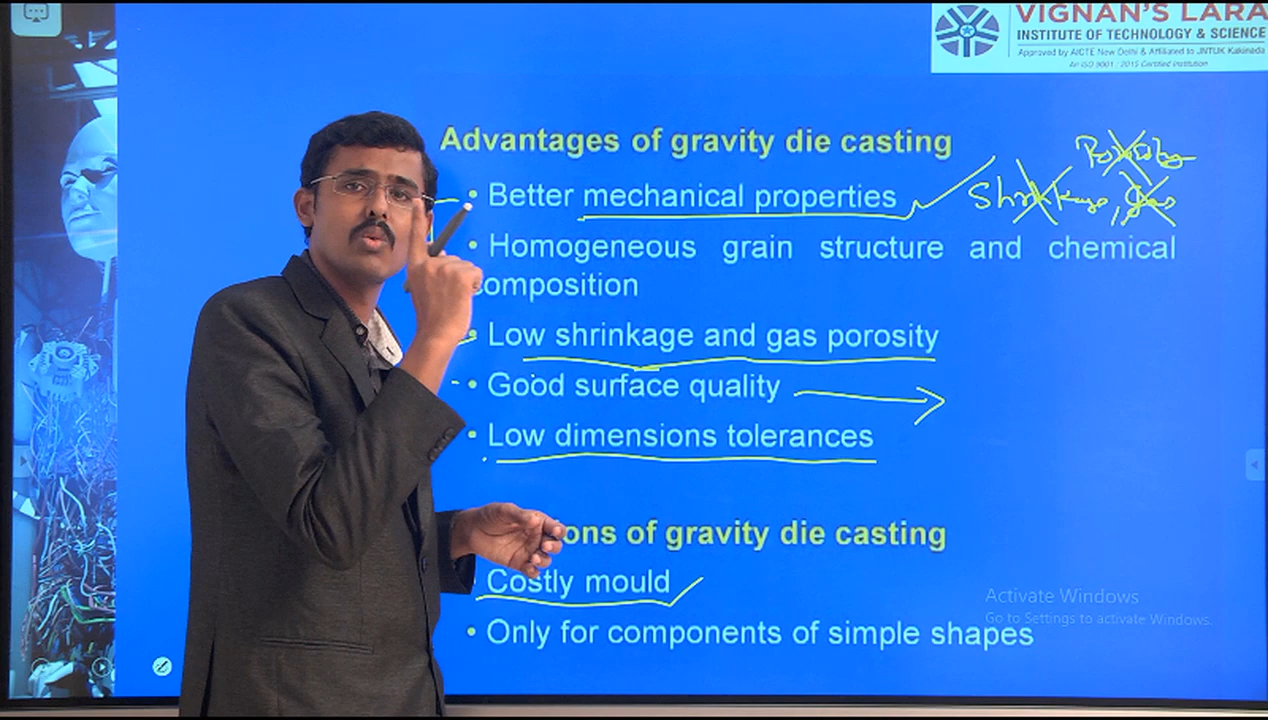 VIGNAN'S LARA
INSTITUTE OF TECHNOLOGY & SCIENCE
Approved by AICTE New Delhi & Affiliated to JNTUK Kakinada
An ISO 9001 : 2015 Certified Institution
Advantages of gravity die casting
• Better mechanical properties
Shrinkage, Gas
• Homogeneous grain structure and chemical
composition
• Low shrinkage and gas porosity
• Good surface quality
• Low dimensions tolerances
ons of gravity die casting
Costly mould
• Only for components of simple shapes
Activate Windows
Go to Settings to activate Windows.